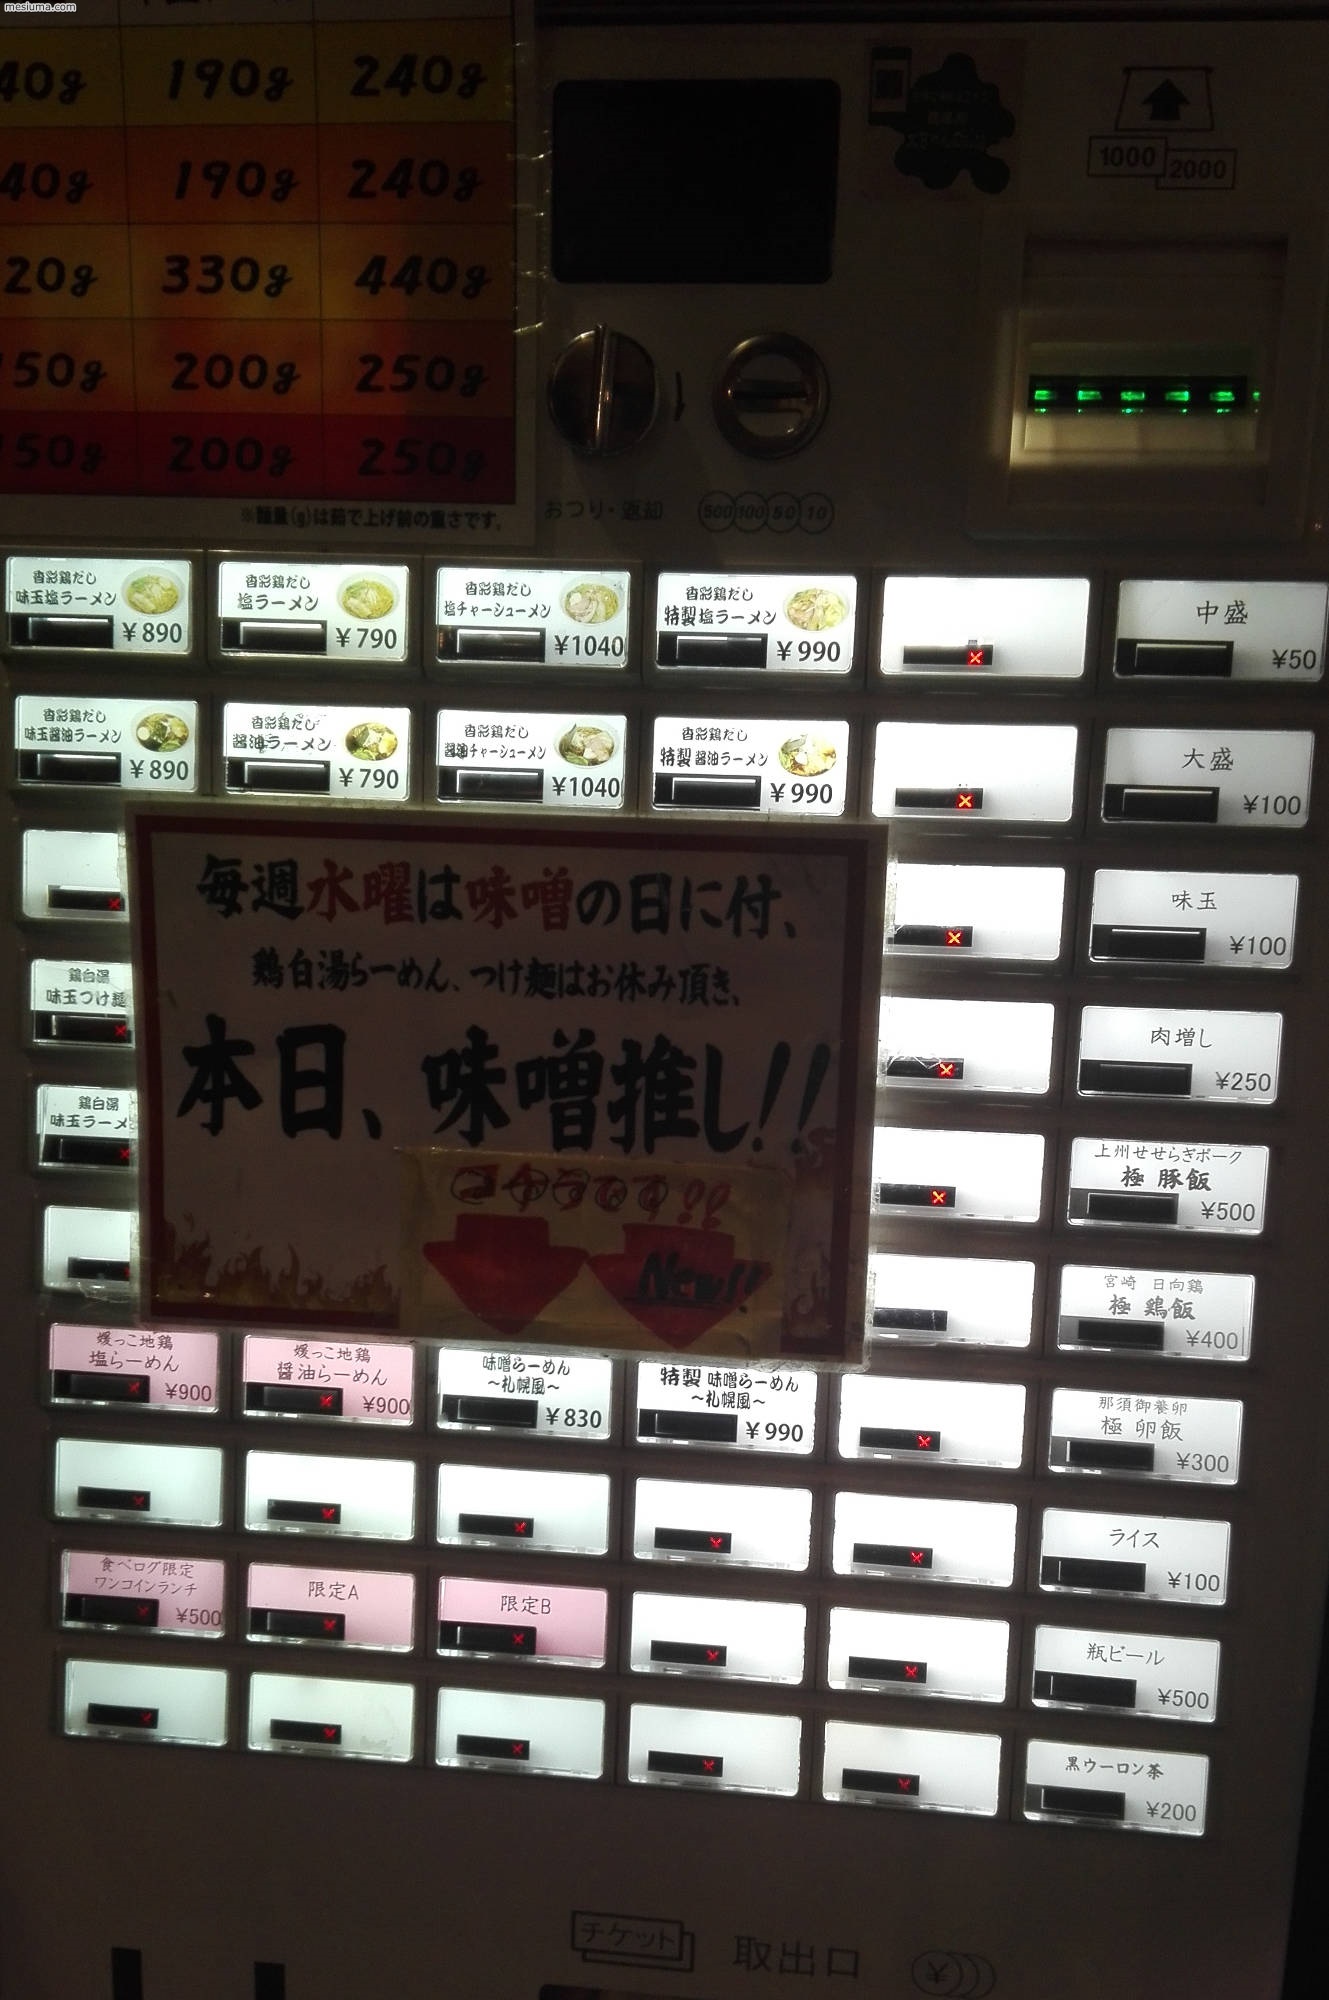 mesiuma.com
40g 190g 240g
40g 190g 240g
20g 330g 440g
50g 200g 250g
50g 200g 250g
※麺量(g)は茹で上げ前の重さです。
1000 2000
おつり・返却
500 100 50 10
香彩鶏だし
味玉塩ラーメン
¥890
香彩鶏だし
塩ラーメン
¥790
香彩鶏だし
塩チャーシューメン
¥1040
香彩鶏だし
特製塩ラーメン
¥990
中盛
¥50
香彩鶏だし
味玉醤油ラーメン
¥890
香彩鶏だし
醤油ラーメン
¥790
香彩鶏だし
醤油チャーシューメン
¥1040
香彩鶏だし
特製醤油ラーメン
¥990
大盛
¥100
毎週水曜は味噌の日に付、
鶏白湯らーめん、つけ麺はお休み頂き、
本日、味噌推し!!
New!!
味玉
¥100
鶏白湯
味玉つけ麺
肉増し
¥250
鶏白湯
味玉ラーメ
上州せせらぎポーク
極 豚飯
¥500
宮崎 日向鶏
極 鶏飯
¥400
媛っこ地鶏
塩らーめん
¥900
媛っこ地鶏
醤油らーめん
¥900
味噌らーめん
～札幌風～
¥830
特製 味噌らーめん
～札幌風～
¥990
那須御養卵
極 卵飯
¥300
ライス
¥100
食べログ限定
ワンコインランチ
¥500
限定A
限定B
瓶ビール
¥500
黒ウーロン茶
¥200
チケット
取出口
¥